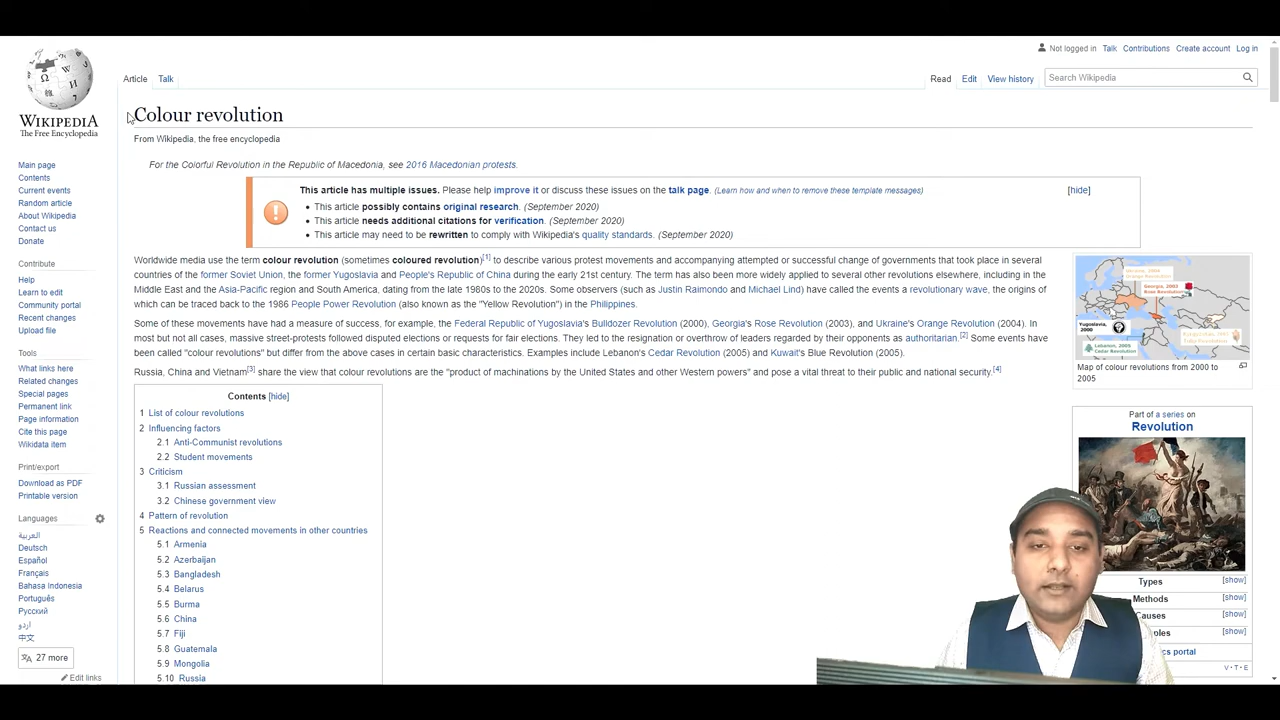 Not logged in Talk Contributions Create account Log in
Article Talk
Read Edit View history Search Wikipedia
WIKIPEDIA
The Free Encyclopedia
Main page
Contents
Current events
Random article
About Wikipedia
Contact us
Donate
Contribute
Help
Learn to edit
Community portal
Recent changes
Upload file
Tools
What links here
Related changes
Special pages
Permanent link
Page information
Cite this page
Wikidata item
Print/export
Download as PDF
Printable version
Languages
العربية
Deutsch
Español
Français
Bahasa Indonesia
Português
Русский
اردو
中文
27 more
Edit links
Colour revolution
From Wikipedia, the free encyclopedia
For the Colorful Revolution in the Republic of Macedonia, see 2016 Macedonian protests.
This article has multiple issues. Please help improve it or discuss these issues on the talk page. (Learn how and when to remove these template messages) [hide]
• This article possibly contains original research. (September 2020)
• This article needs additional citations for verification. (September 2020)
• This article may need to be rewritten to comply with Wikipedia's quality standards. (September 2020)
Worldwide media use the term colour revolution (sometimes coloured revolution)[1] to describe various protest movements and accompanying attempted or successful change of governments that took place in several
countries of the former Soviet Union, the former Yugoslavia and People's Republic of China during the early 21st century. The term has also been more widely applied to several other revolutions elsewhere, including in the
Middle East and the Asia-Pacific region and South America, dating from the late 1980s to the 2020s. Some observers (such as Justin Raimondo and Michael Lind) have called the events a revolutionary wave, the origins of
which can be traced back to the 1986 People Power Revolution (also known as the "Yellow Revolution") in the Philippines.
Some of these movements have had a measure of success, for example, the Federal Republic of Yugoslavia's Bulldozer Revolution (2000), Georgia's Rose Revolution (2003), and Ukraine's Orange Revolution (2004). In
most but not all cases, massive street-protests followed disputed elections or requests for fair elections. They led to the resignation or overthrow of leaders regarded by their opponents as authoritarian.[2] Some events have
been called "colour revolutions" but differ from the above cases in certain basic characteristics. Examples include Lebanon's Cedar Revolution (2005) and Kuwait's Blue Revolution (2005).
Russia, China and Vietnam[3] share the view that colour revolutions are the "product of machinations by the United States and other Western powers" and pose a vital threat to their public and national security.[4]
Contents [hide]
1 List of colour revolutions
2 Influencing factors
2.1 Anti-Communist revolutions
2.2 Student movements
3 Criticism
3.1 Russian assessment
3.2 Chinese government view
4 Pattern of revolution
5 Reactions and connected movements in other countries
5.1 Armenia
5.2 Azerbaijan
5.3 Bangladesh
5.4 Belarus
5.5 Burma
5.6 China
5.7 Fiji
5.8 Guatemala
5.9 Mongolia
5.10 Russia
Ukraine, 2004
Orange Revolution
Georgia, 2003
Rose Revolution
Yugoslavia,
2000
Lebanon, 2005
Cedar Revolution
Map of colour revolutions from 2000 to
2005
Part of a series on
Revolution
Types [show]
Methods [show]
[show]
[show]
portal
V · T · E